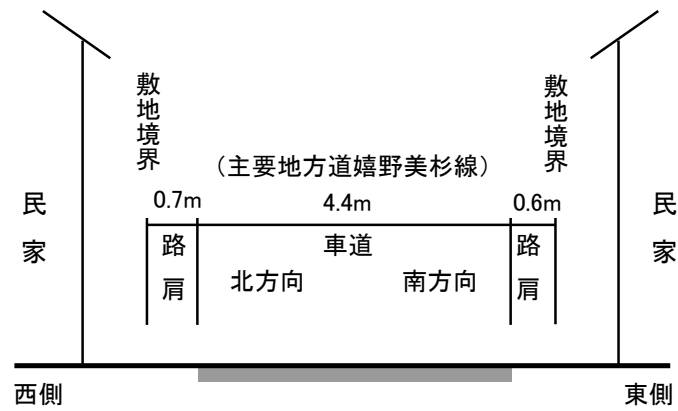 敷地境界
敷地境界
（主要地方道嬉野美杉線）
0.7m
4.4m
0.6m
民家
路肩
車道
路肩
民家
北方向
南方向
西側
東側